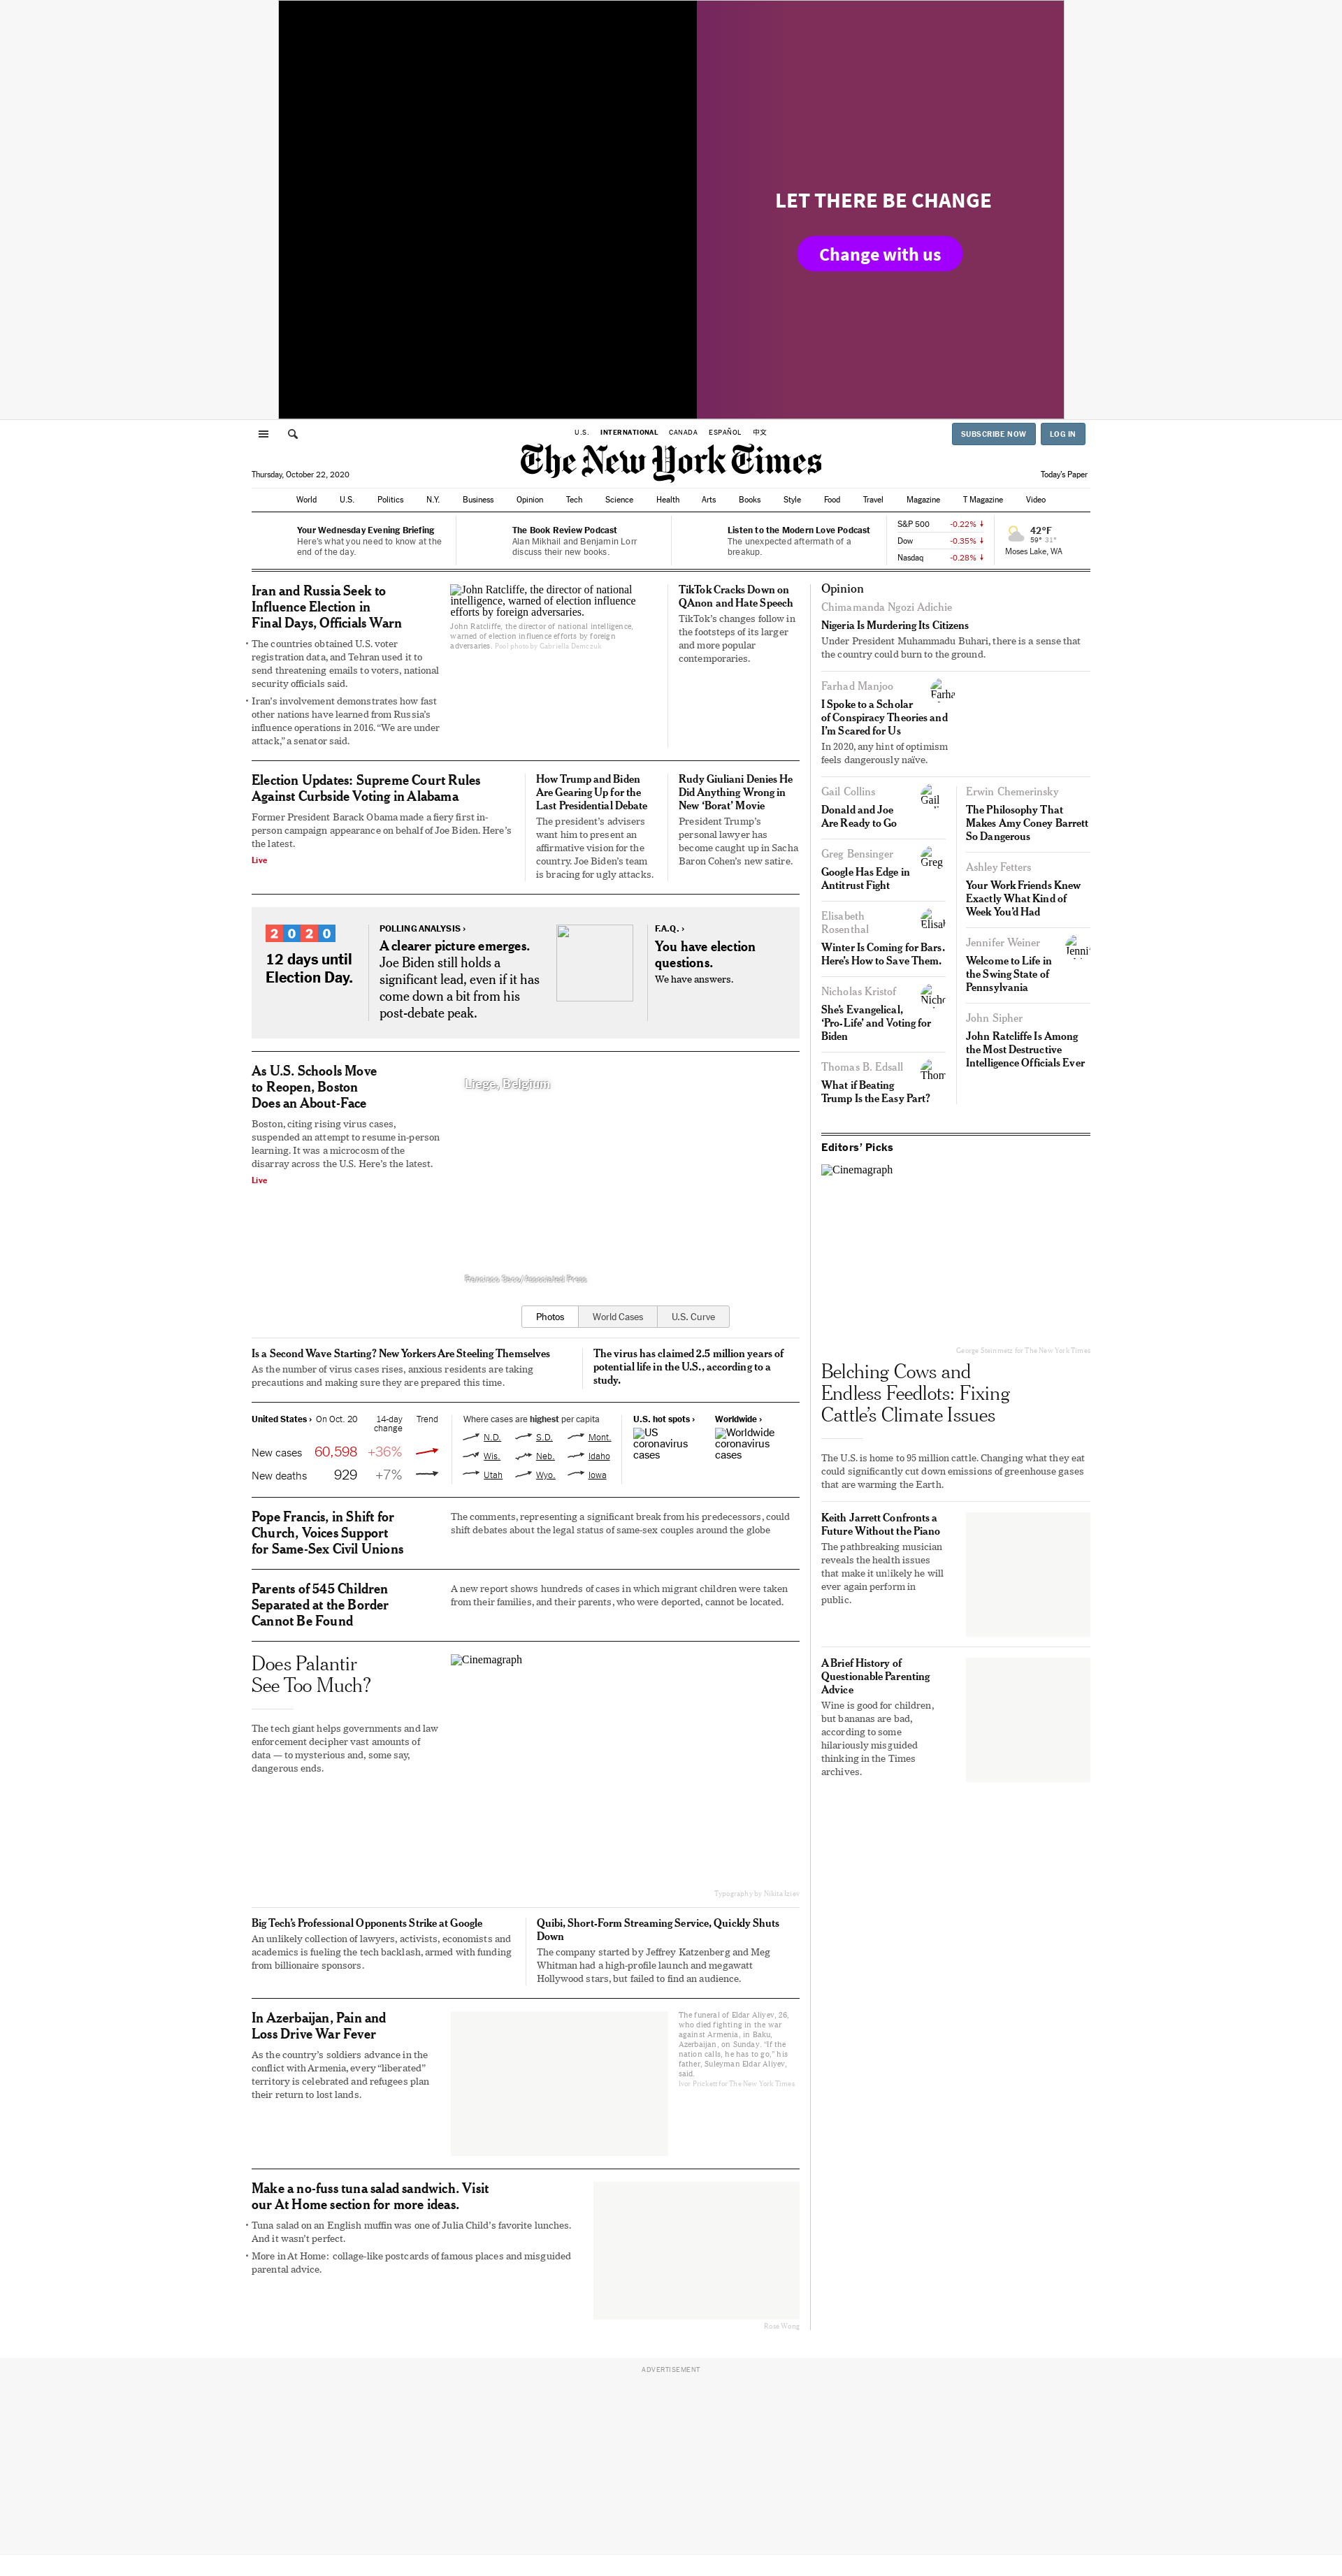 LET THERE BE CHANGE
Change with us
U.S. INTERNATIONAL CANADA ESPAÑOL 中文
SUBSCRIBE NOW LOG IN
The New York Times
Thursday, October 22, 2020
Today's Paper
World U.S. Politics N.Y. Business Opinion Tech Science Health Arts Books Style Food Travel Magazine T Magazine Video
Your Wednesday Evening Briefing
Here's what you need to know at the
end of the day.
The Book Review Podcast
Alan Mikhail and Benjamin Lorr
discuss their new books.
Listen to the Modern Love Podcast
The unexpected aftermath of a
breakup.
S&P 500 -0.22% ↓
Dow -0.35% ↓
Nasdaq -0.28% ↓
42°F
59° 31°
Moses Lake, WA
Iran and Russia Seek to
Influence Election in
Final Days, Officials Warn
• The countries obtained U.S. voter
registration data, and Tehran used it to
send threatening emails to voters, national
security officials said.
• Iran's involvement demonstrates how fast
other nations have learned from Russia's
influence operations in 2016. “We are under
attack,” a senator said.
John Ratcliffe, the director of national
intelligence, warned of election influence
efforts by foreign adversaries.
John Ratcliffe, the director of national intelligence,
warned of election influence efforts by foreign
adversaries. Pool photo by Gabriella Demczuk
TikTok Cracks Down on
QAnon and Hate Speech
TikTok's changes follow in
the footsteps of its larger
and more popular
contemporaries.
Election Updates: Supreme Court Rules
Against Curbside Voting in Alabama
Former President Barack Obama made a fiery first in-
person campaign appearance on behalf of Joe Biden. Here's
the latest.
Live
How Trump and Biden
Are Gearing Up for the
Last Presidential Debate
The president's advisers
want him to present an
affirmative vision for the
country. Joe Biden's team
is bracing for ugly attacks.
Rudy Giuliani Denies He
Did Anything Wrong in
New ‘Borat’ Movie
President Trump's
personal lawyer has
become caught up in Sacha
Baron Cohen's new satire.
2020
12 days until
Election Day.
POLLING ANALYSIS ›
A clearer picture emerges.
Joe Biden still holds a
significant lead, even if it has
come down a bit from his
post-debate peak.
F.A.Q. ›
You have election
questions.
We have answers.
As U.S. Schools Move
to Reopen, Boston
Does an About-Face
Boston, citing rising virus cases,
suspended an attempt to resume in-person
learning. It was a microcosm of the
disarray across the U.S. Here's the latest.
Live
Liege, Belgium
Francisco Seco/Associated Press
Photos World Cases U.S. Curve
Is a Second Wave Starting? New Yorkers Are Steeling Themselves
As the number of virus cases rises, anxious residents are taking
precautions and making sure they are prepared this time.
The virus has claimed 2.5 million years of
potential life in the U.S., according to a
study.
United States › On Oct. 20 14-day Trend
change
New cases 60,598 +36%
New deaths 929 +7%
Where cases are highest per capita
N.D. S.D. Mont.
Wis. Neb. Idaho
Utah Wyo. Iowa
U.S. hot spots ›
US
coronavirus
cases
Worldwide ›
Worldwide
coronavirus
cases
Pope Francis, in Shift for
Church, Voices Support
for Same-Sex Civil Unions
The comments, representing a significant break from his predecessors, could
shift debates about the legal status of same-sex couples around the globe
Parents of 545 Children
Separated at the Border
Cannot Be Found
A new report shows hundreds of cases in which migrant children were taken
from their families, and their parents, who were deported, cannot be located.
Does Palantir
See Too Much?
The tech giant helps governments and law
enforcement decipher vast amounts of
data — to mysterious and, some say,
dangerous ends.
Cinemagraph
Typography by Nikita Iziev
Big Tech's Professional Opponents Strike at Google
An unlikely collection of lawyers, activists, economists and
academics is fueling the tech backlash, armed with funding
from billionaire sponsors.
Quibi, Short-Form Streaming Service, Quickly Shuts
Down
The company started by Jeffrey Katzenberg and Meg
Whitman had a high-profile launch and megawatt
Hollywood stars, but failed to find an audience.
In Azerbaijan, Pain and
Loss Drive War Fever
As the country's soldiers advance in the
conflict with Armenia, every “liberated”
territory is celebrated and refugees plan
their return to lost lands.
The funeral of Eldar Aliyev, 26,
who died fighting in the war
against Armenia, in Baku,
Azerbaijan, on Sunday. “If the
nation calls, he has to go,” his
father, Suleyman Eldar Aliyev,
said.
Ivor Prickett for The New York Times
Make a no-fuss tuna salad sandwich. Visit
our At Home section for more ideas.
• Tuna salad on an English muffin was one of Julia Child's favorite lunches.
And it wasn't perfect.
• More in At Home: collage-like postcards of famous places and misguided
parental advice.
Rose Wong
Opinion
Chimamanda Ngozi Adichie
Nigeria Is Murdering Its Citizens
Under President Muhammadu Buhari, there is a sense that
the country could burn to the ground.
Farhad Manjoo
Farha
I Spoke to a Scholar
of Conspiracy Theories and
I'm Scared for Us
In 2020, any hint of optimism
feels dangerously naïve.
Gail Collins
Gail
Donald and Joe
Are Ready to Go
Greg Bensinger
Greg
Google Has Edge in
Antitrust Fight
Elisabeth
Rosenthal
Elisab
Winter Is Coming for Bars.
Here's How to Save Them.
Nicholas Kristof
Nicho
She's Evangelical,
‘Pro-Life’ and Voting for
Biden
Thomas B. Edsall
Thom
What if Beating
Trump Is the Easy Part?
Erwin Chemerinsky
The Philosophy That
Makes Amy Coney Barrett
So Dangerous
Ashley Fetters
Your Work Friends Knew
Exactly What Kind of
Week You'd Had
Jennifer Weiner
Jenni
Welcome to Life in
the Swing State of
Pennsylvania
John Sipher
John Ratcliffe Is Among
the Most Destructive
Intelligence Officials Ever
Editors' Picks
Cinemagraph
George Steinmetz for The New York Times
Belching Cows and
Endless Feedlots: Fixing
Cattle's Climate Issues
The U.S. is home to 95 million cattle. Changing what they eat
could significantly cut down emissions of greenhouse gases
that are warming the Earth.
Keith Jarrett Confronts a
Future Without the Piano
The pathbreaking musician
reveals the health issues
that make it unlikely he will
ever again perform in
public.
A Brief History of
Questionable Parenting
Advice
Wine is good for children,
but bananas are bad,
according to some
hilariously misguided
thinking in the Times
archives.
ADVERTISEMENT